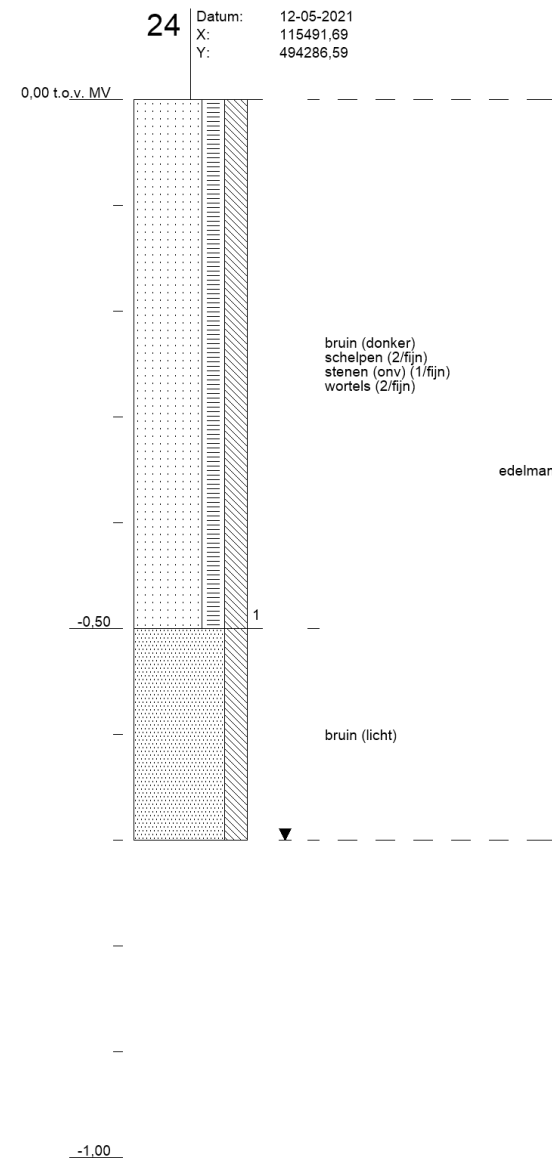 24
Datum: 12-05-2021
X: 115491,69
Y: 494286,59
0,00 t.o.v. MV
bruin (donker)
schelpen (2/fijn)
stenen (onv) (1/fijn)
wortels (2/fijn)
edelmar
1
-0,50
bruin (licht)
-1,00